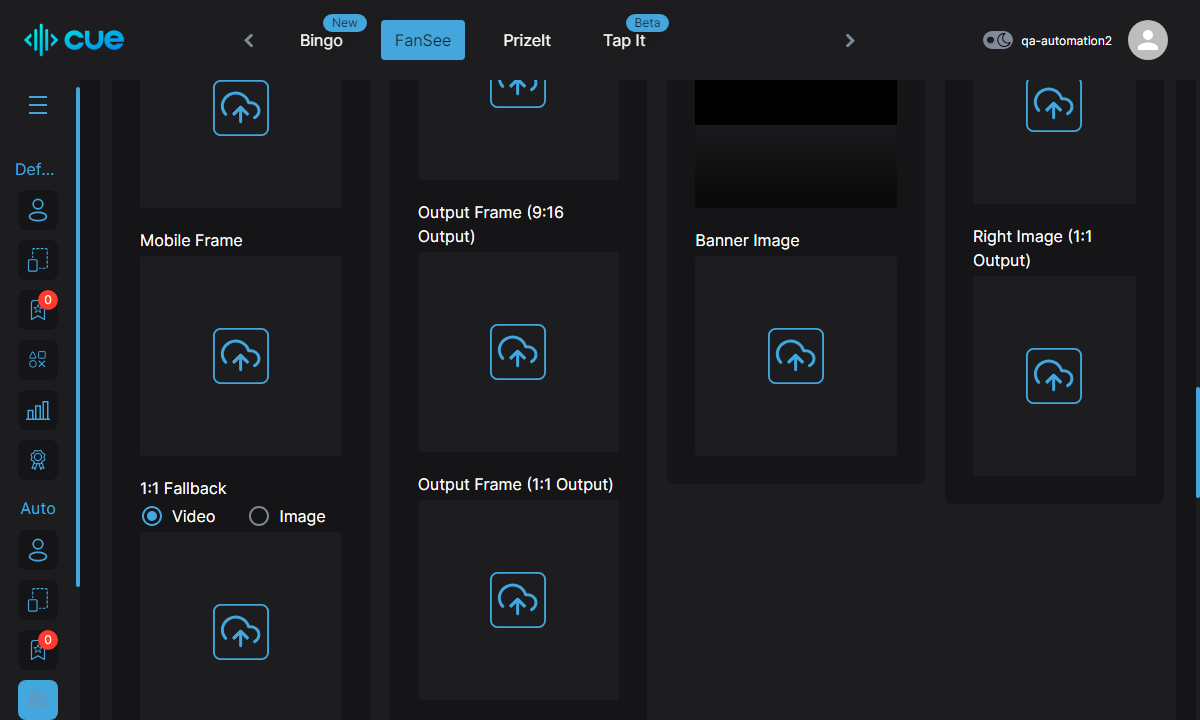 cue
New
Bingo
FanSee
PrizeIt
Beta
Tap It
qa-automation2
Def...
0
Auto
0
Mobile Frame
1:1 Fallback
Video
Image
Output Frame (9:16
Output)
Output Frame (1:1 Output)
Banner Image
Right Image (1:1
Output)